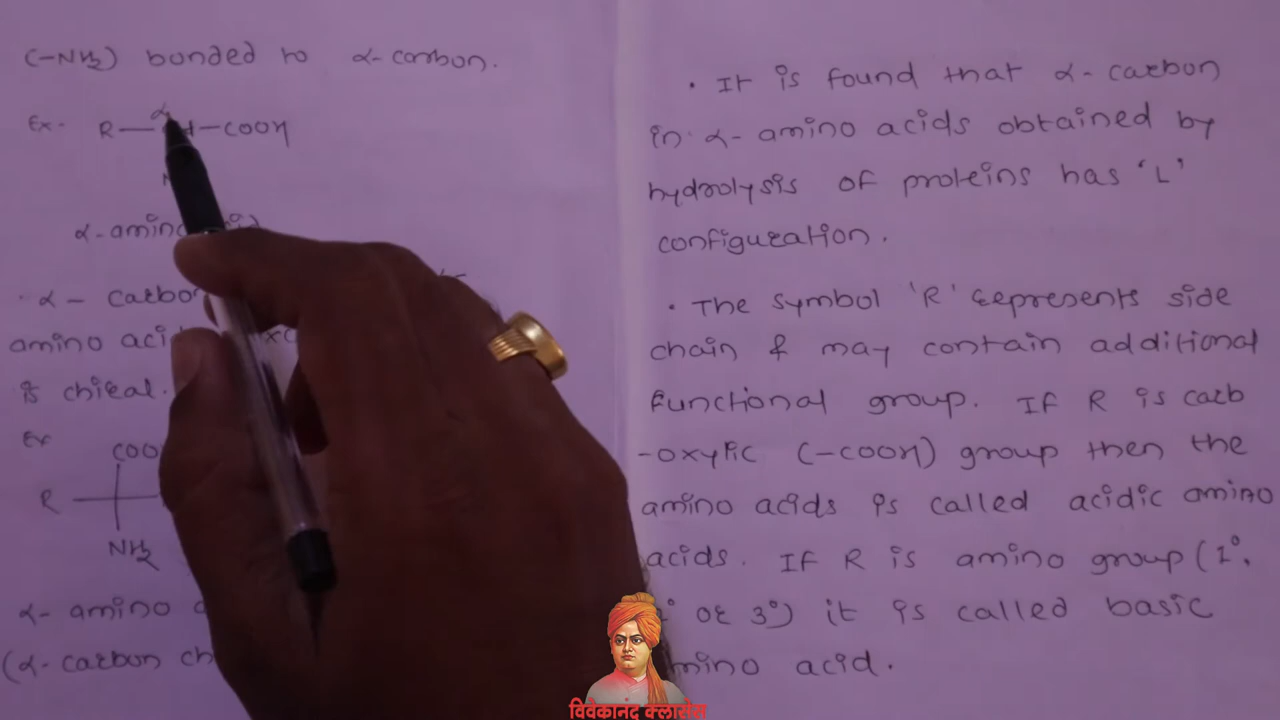 (-NH2) bonded to α-carbon.
Ex- R—CH—COOH
α-amino
· α- carbo
amino aci
is chiral.
Ex
COO
R
NH2
α- amino
(α-carbon ch
· It is found that α-carbon
in α-amino acids obtained by
hydrolysis of proteins has 'L'
configuration.
· The symbol 'R' represents side
chain & may contain additional
functional group. If R is carb
-oxylic (-COOH) group then the
amino acids is called acidic amino
acids. If R is amino group (1°,
or 3°) it is called basic
mino acid.
विवेकानंद क्लासेस